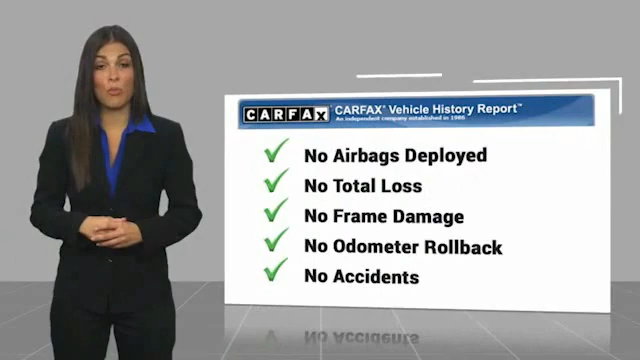 CARFAX CARFAX® Vehicle History Report™
An independent company established in 1986
No Airbags Deployed
No Total Loss
No Frame Damage
No Odometer Rollback
No Accidents